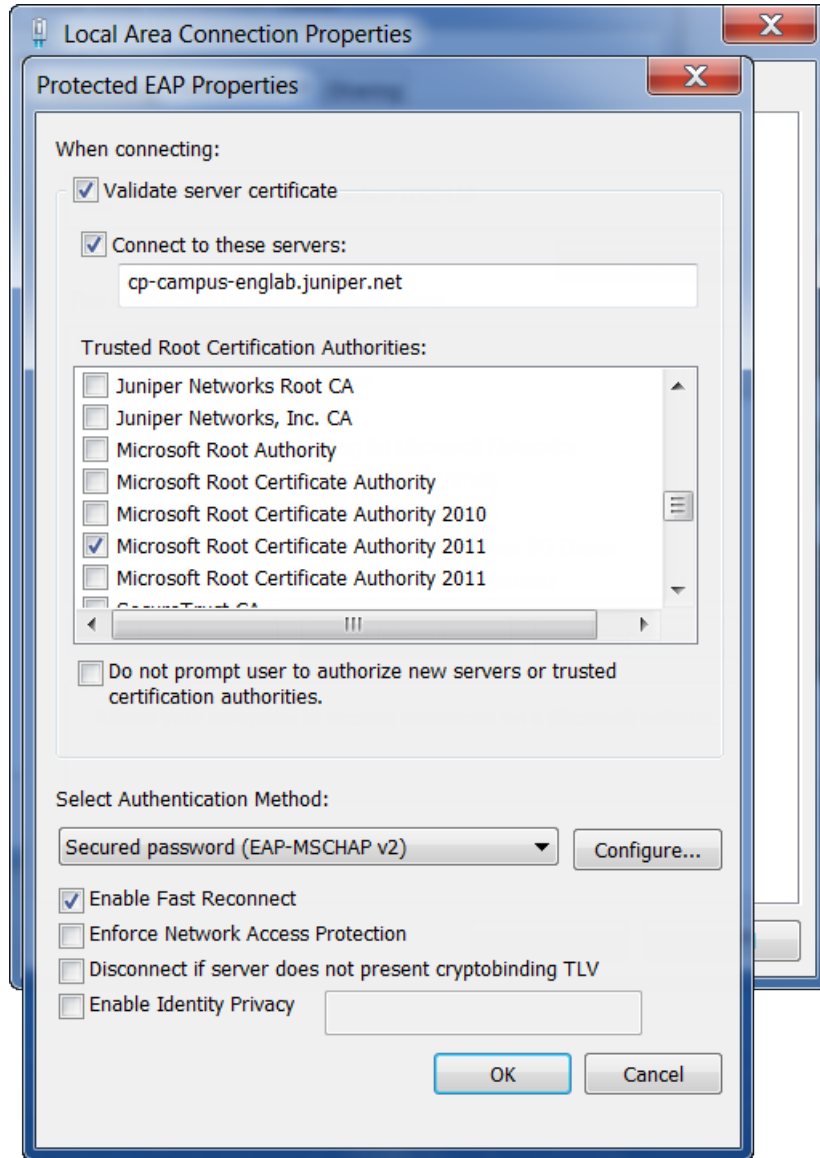 Local Area Connection Properties
Protected EAP Properties
Sharing
When connecting:
Validate server certificate
Connect to these servers:
cp-campus-englab.juniper.net
Trusted Root Certification Authorities:
Juniper Networks Root CA
Juniper Networks, Inc. CA
Microsoft Root Authority
Microsoft Root Certificate Authority
Microsoft Root Certificate Authority 2010
Microsoft Root Certificate Authority 2011
Microsoft Root Certificate Authority 2011
SecureTrust CA
Do not prompt user to authorize new servers or trusted
certification authorities.
Select Authentication Method:
Secured password (EAP-MSCHAP v2)
Configure...
Enable Fast Reconnect
Enforce Network Access Protection
Disconnect if server does not present cryptobinding TLV
Enable Identity Privacy
OK
Cancel